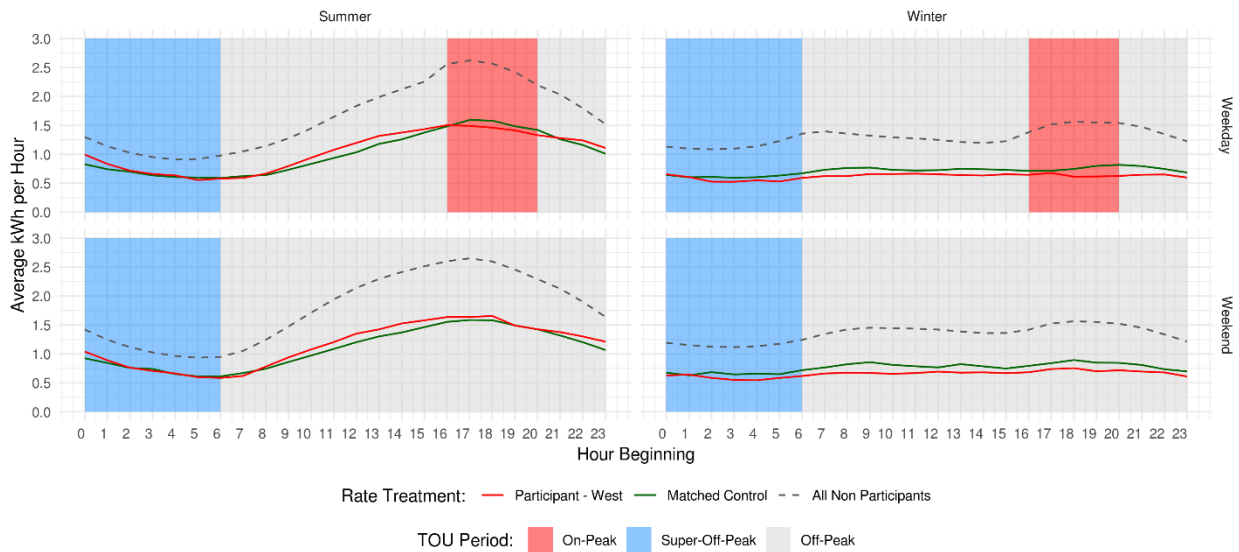 Summer Winter
3.0
2.5
2.0
1.5
1.0
0.5
0.0
Weekday
3.0
2.5
2.0
1.5
1.0
0.5
0.0
Weekend
Average kWh per Hour
0 1 2 3 4 5 6 7 8 9 10 11 12 13 14 15 16 17 18 19 20 21 22 23 0 1 2 3 4 5 6 7 8 9 10 11 12 13 14 15 16 17 18 19 20 21 22 23
Hour Beginning
Rate Treatment: Participant - West Matched Control All Non Participants
TOU Period: On-Peak Super-Off-Peak Off-Peak